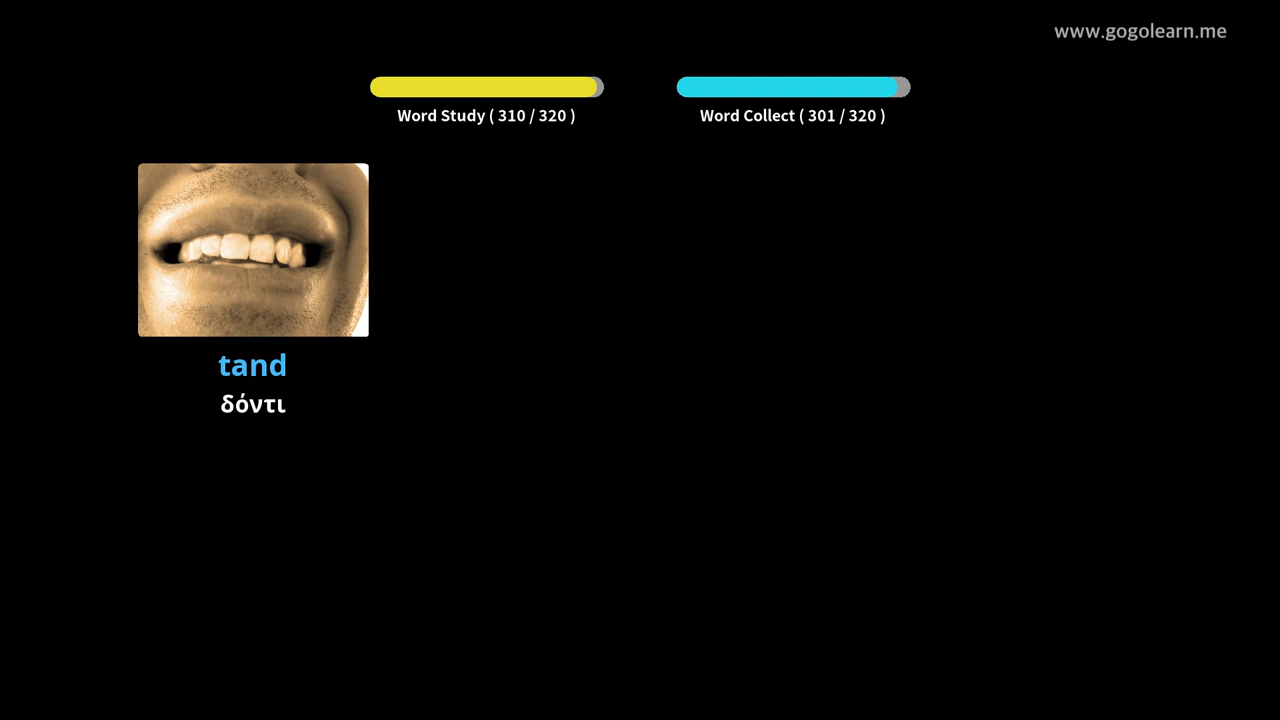 www.gogolearn.me
Word Study ( 310 / 320 )
Word Collect ( 301 / 320 )
tand
δόντι